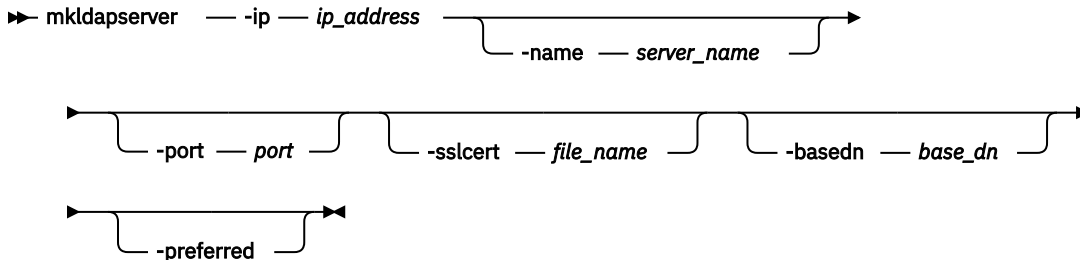 mkldapserver -ip ip_address
-name server_name
-port port -sslcert file_name -basedn base_dn
-preferred